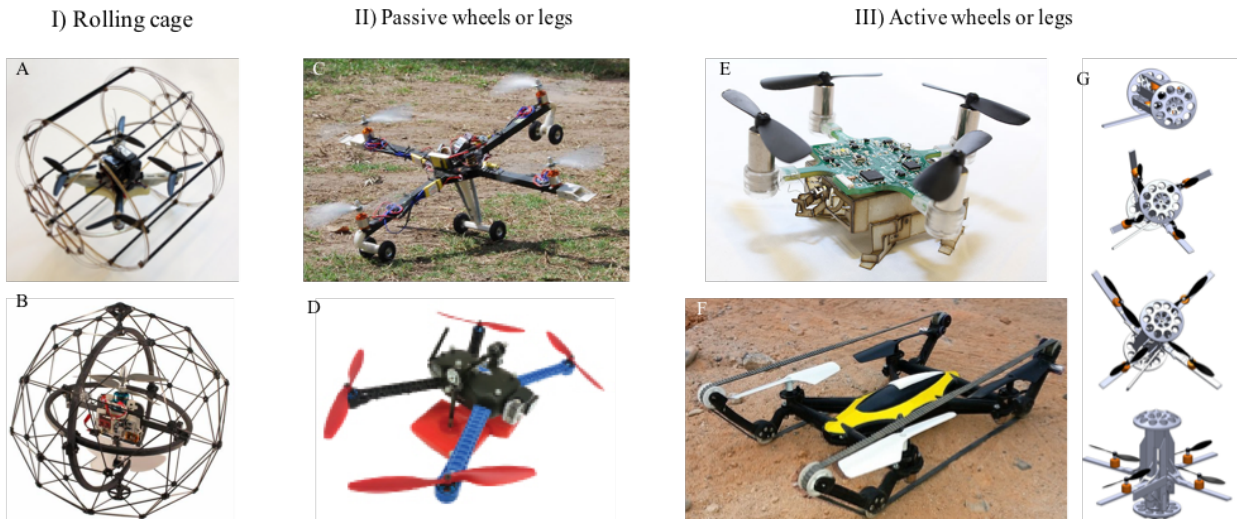 I) Rolling cage
II) Passive wheels or legs
III) Active wheels or legs
A
C
E
G
B
D
F